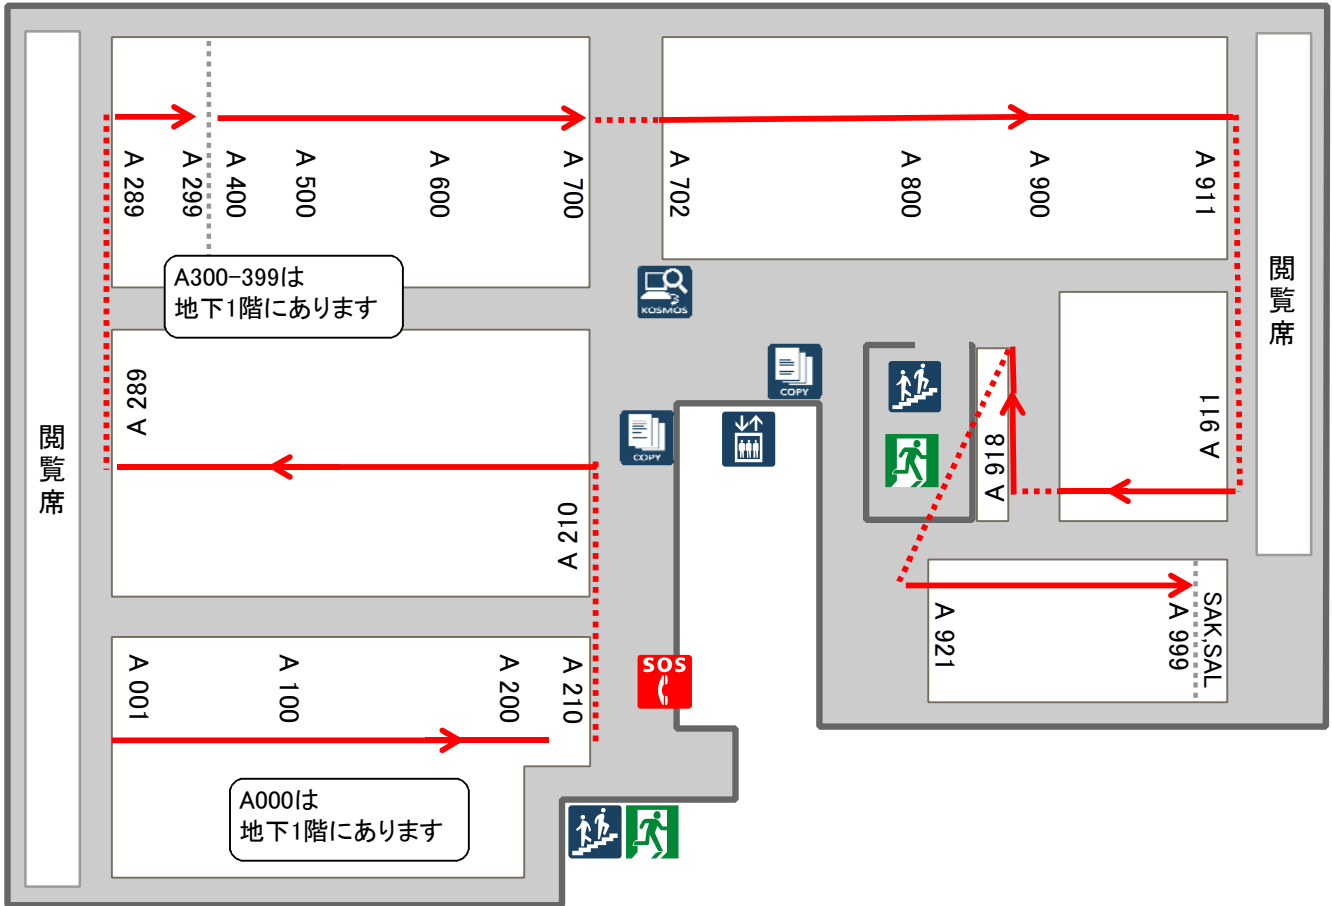 A 289
A 299
A 400
A 500
A 600
A 700
A 702
A 800
A 900
A 911
A300-399は
地下1階にあります
KOSMOS
閲覧席
COPY
A 289
A 911
COPY
閲覧席
A 918
A 210
A 921
A 999
SAK,SAL
A 001
A 100
A 200
A 210
SOS
A000は
地下1階にあります